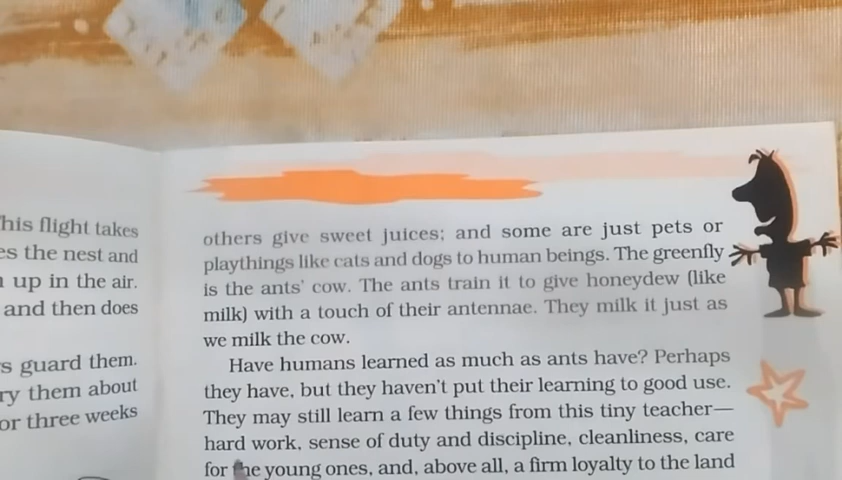 his flight takes
es the nest and
up in the air.
and then does
s guard them.
ry them about
or three weeks
others give sweet juices; and some are just pets or
playthings like cats and dogs to human beings. The greenfly
is the ants' cow. The ants train it to give honeydew (like
milk) with a touch of their antennae. They milk it just as
we milk the cow.
Have humans learned as much as ants have? Perhaps
they have, but they haven't put their learning to good use.
They may still learn a few things from this tiny teacher—
hard work, sense of duty and discipline, cleanliness, care
for the young ones, and, above all, a firm loyalty to the land